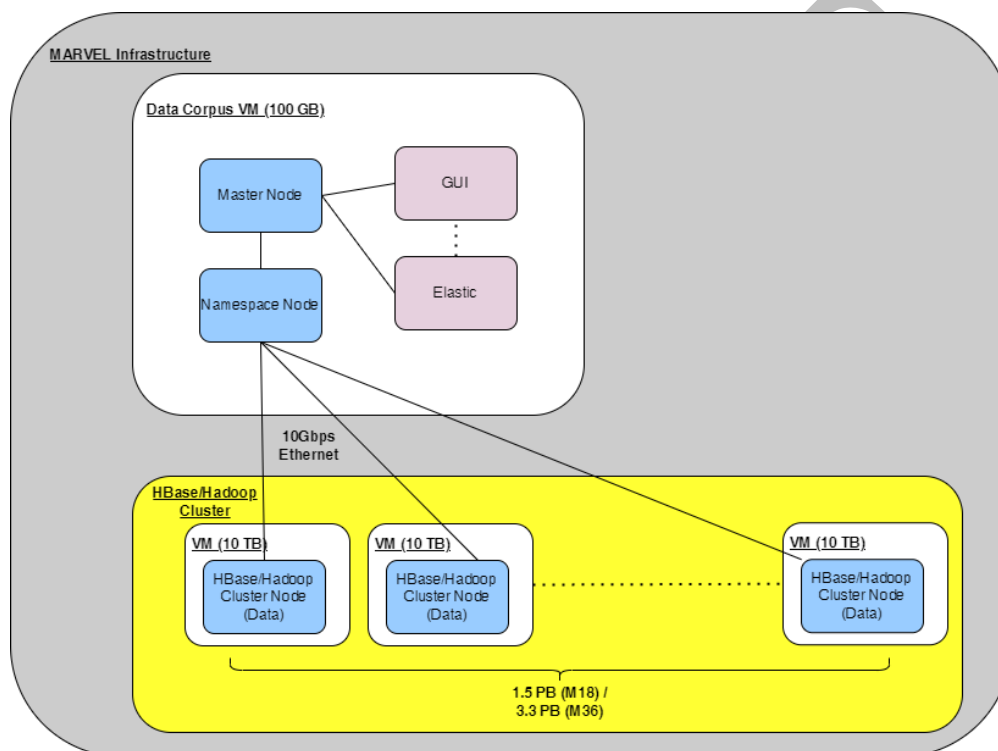 MARVEL Infrastructure
Data Corpus VM (100 GB)
Master Node
GUI
Namespace Node
Elastic
10Gbps
Ethernet
HBase/Hadoop
Cluster
VM (10 TB)
HBase/Hadoop
Cluster Node
(Data)
VM (10 TB)
HBase/Hadoop
Cluster Node
(Data)
VM (10 TB)
HBase/Hadoop
Cluster Node
(Data)
1.5 PB (M18) /
3.3 PB (M36)